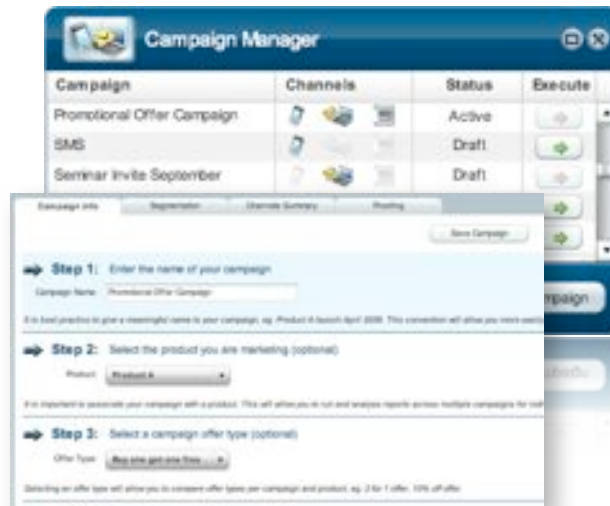 Campaign Manager
Campaign Channels Status Execute
Promotional Offer Campaign Active
SMS Draft
Seminar Invite September Draft
Campaign Info Segmentation Channels Summary Proofing
Save Campaign
Step 1: Enter the name of your campaign
Campaign Name Promotional Offer Campaign
mpaign
It is best practice to give a meaningful name to your campaign, eg. Product A launch April 2009. This convention will allow you more
Step 2: Select the product you are marketing (optional)
Product Product A
It is important to associate your campaign with a product. This will allow you to run and analyse reports across multiple campaigns for
Step 3: Select a campaign offer type (optional)
Offer Type Buy one get one free
Selecting an offer type will allow you to compare offer types per campaign and product, eg. 2 for 1 offer, 10% off offer.